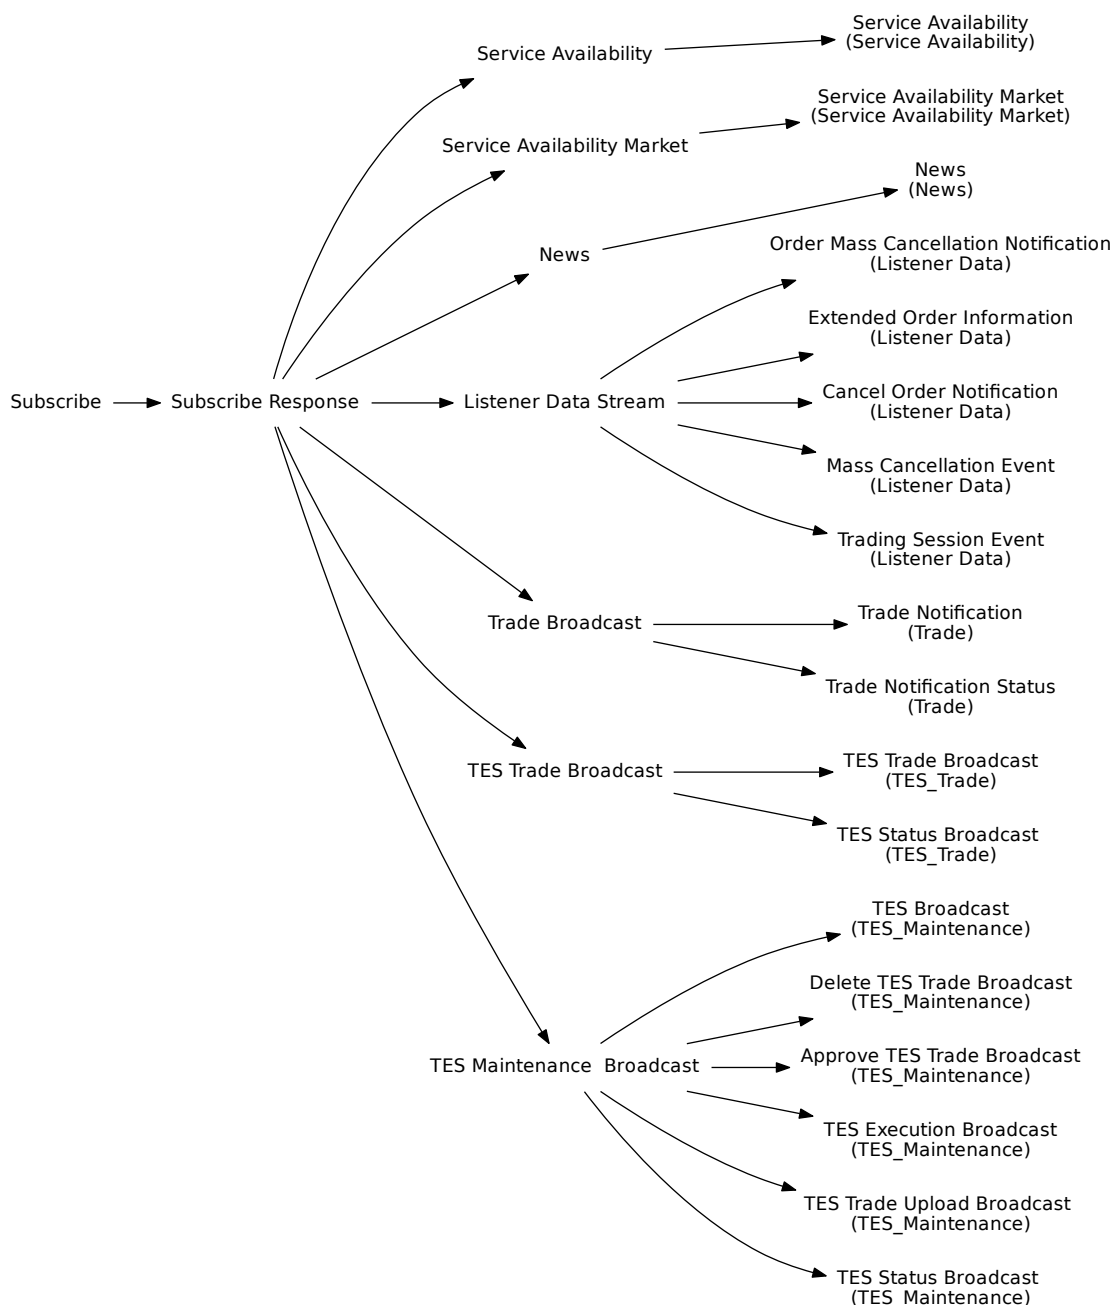 Service Availability
(Service Availability)
Service Availability
Service Availability Market
(Service Availability Market)
Service Availability Market
News
(News)
News
Order Mass Cancellation Notification
(Listener Data)
Extended Order Information
(Listener Data)
Subscribe
Subscribe Response
Listener Data Stream
Cancel Order Notification
(Listener Data)
Mass Cancellation Event
(Listener Data)
Trading Session Event
(Listener Data)
Trade Broadcast
Trade Notification
(Trade)
Trade Notification Status
(Trade)
TES Trade Broadcast
TES Trade Broadcast
(TES_Trade)
TES Status Broadcast
(TES_Trade)
TES Broadcast
(TES_Maintenance)
Delete TES Trade Broadcast
(TES_Maintenance)
TES Maintenance  Broadcast
Approve TES Trade Broadcast
(TES_Maintenance)
TES Execution Broadcast
(TES_Maintenance)
TES Trade Upload Broadcast
(TES_Maintenance)
TES Status Broadcast
(TES_Maintenance)